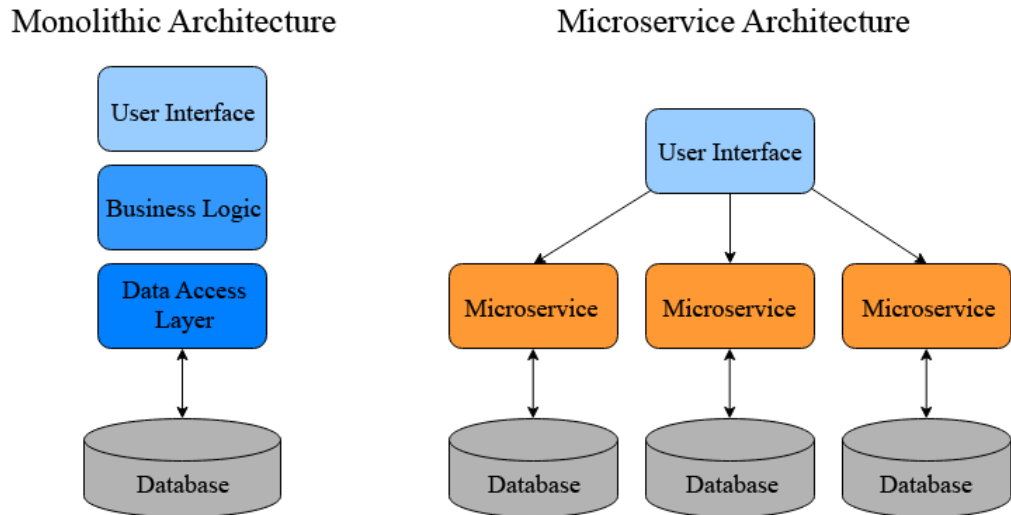 Monolithic Architecture
User Interface
Business Logic
Data Access
Layer
Database
Microservice Architecture
User Interface
Microservice
Microservice
Microservice
Database
Database
Database